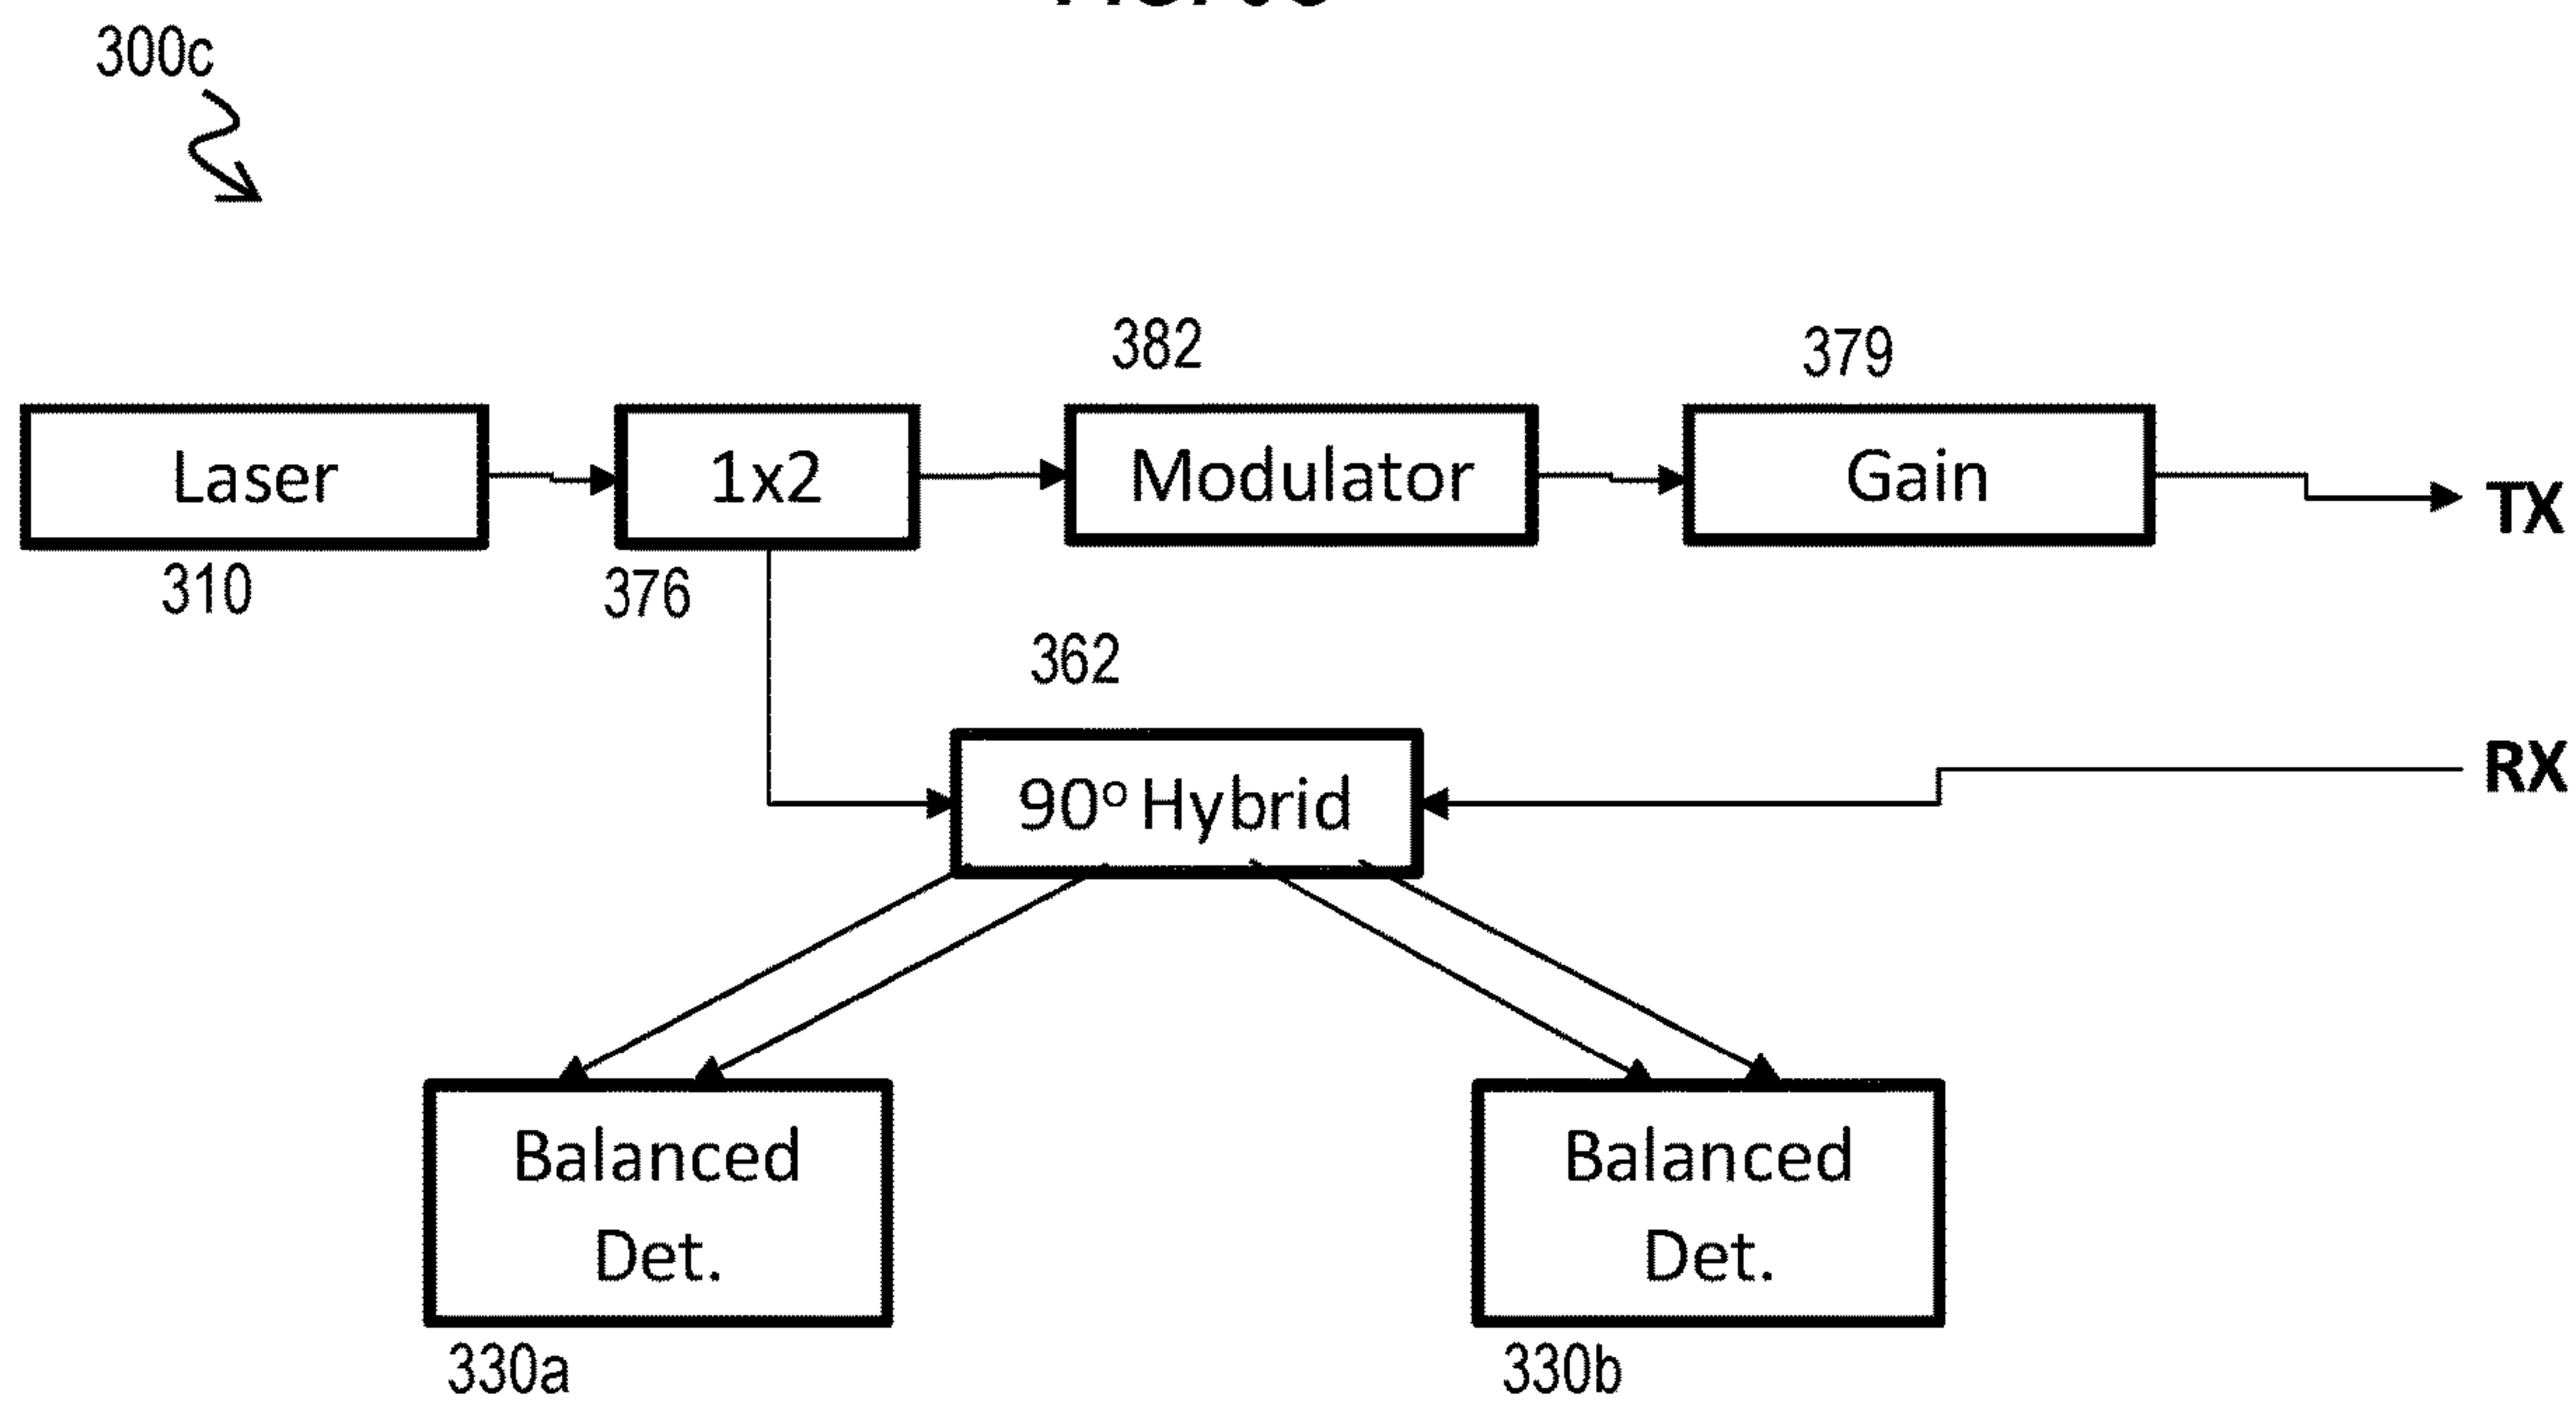 300c
382
379
Laser
1x2
Modulator
Gain
TX
310
376
362
RX
90º Hybrid
Balanced
Det.
Balanced
Det.
330a
330b